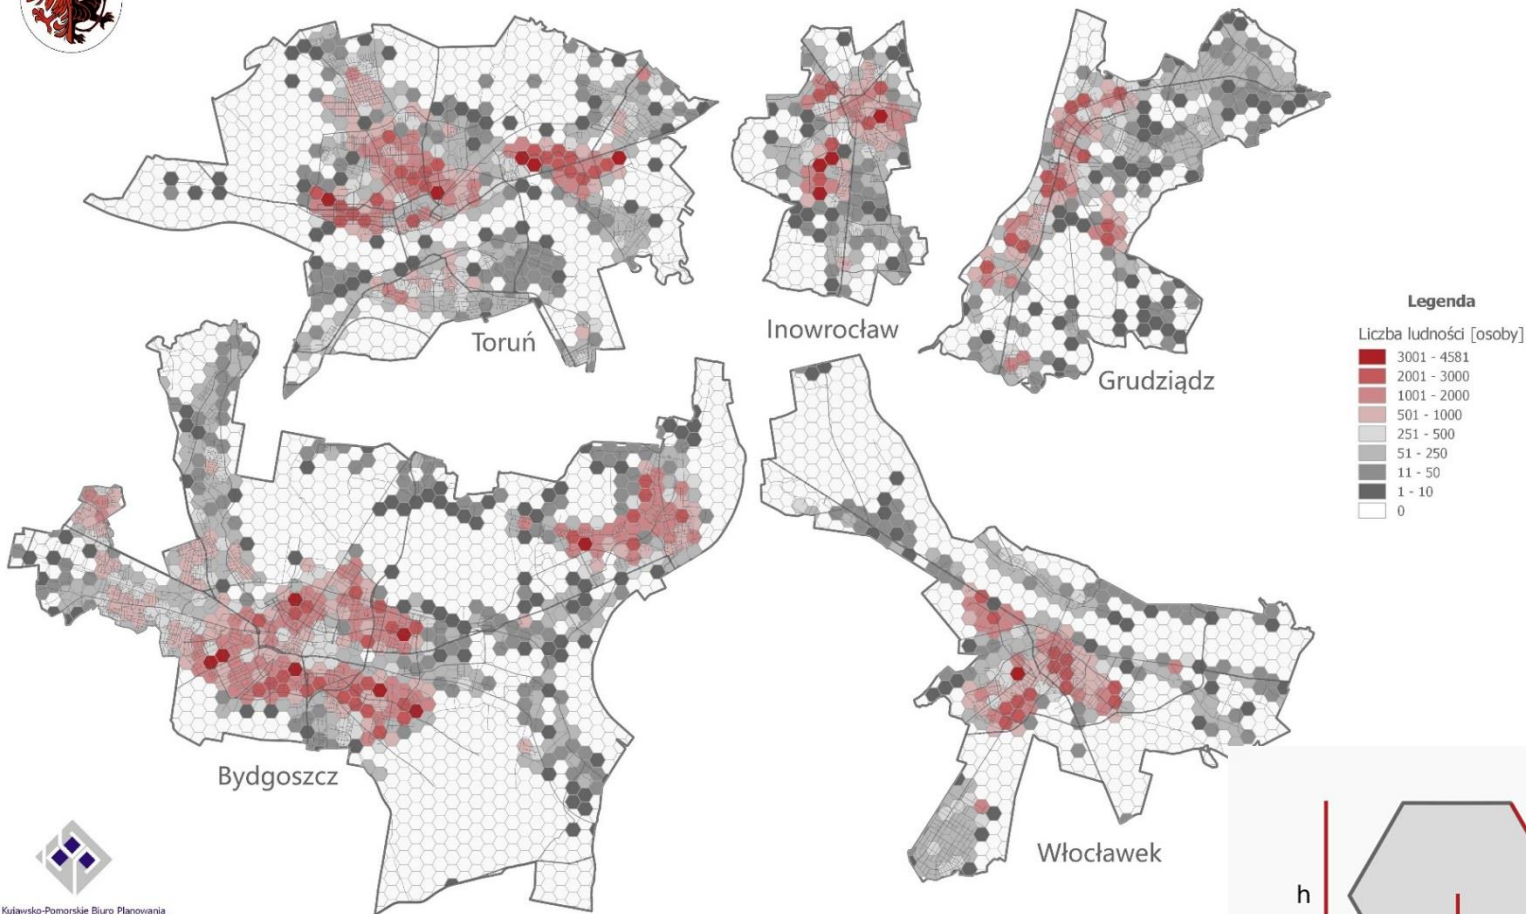 Toruń
Inowrocław
Grudziądz
Legenda
Liczba ludności [osoby]
3001 - 4581
2001 - 3000
1001 - 2000
501 - 1000
251 - 500
51 - 250
11 - 50
1 - 10
0
Bydgoszcz
Włocławek
h
Kujawsko-Pomorskie Biuro Planowania